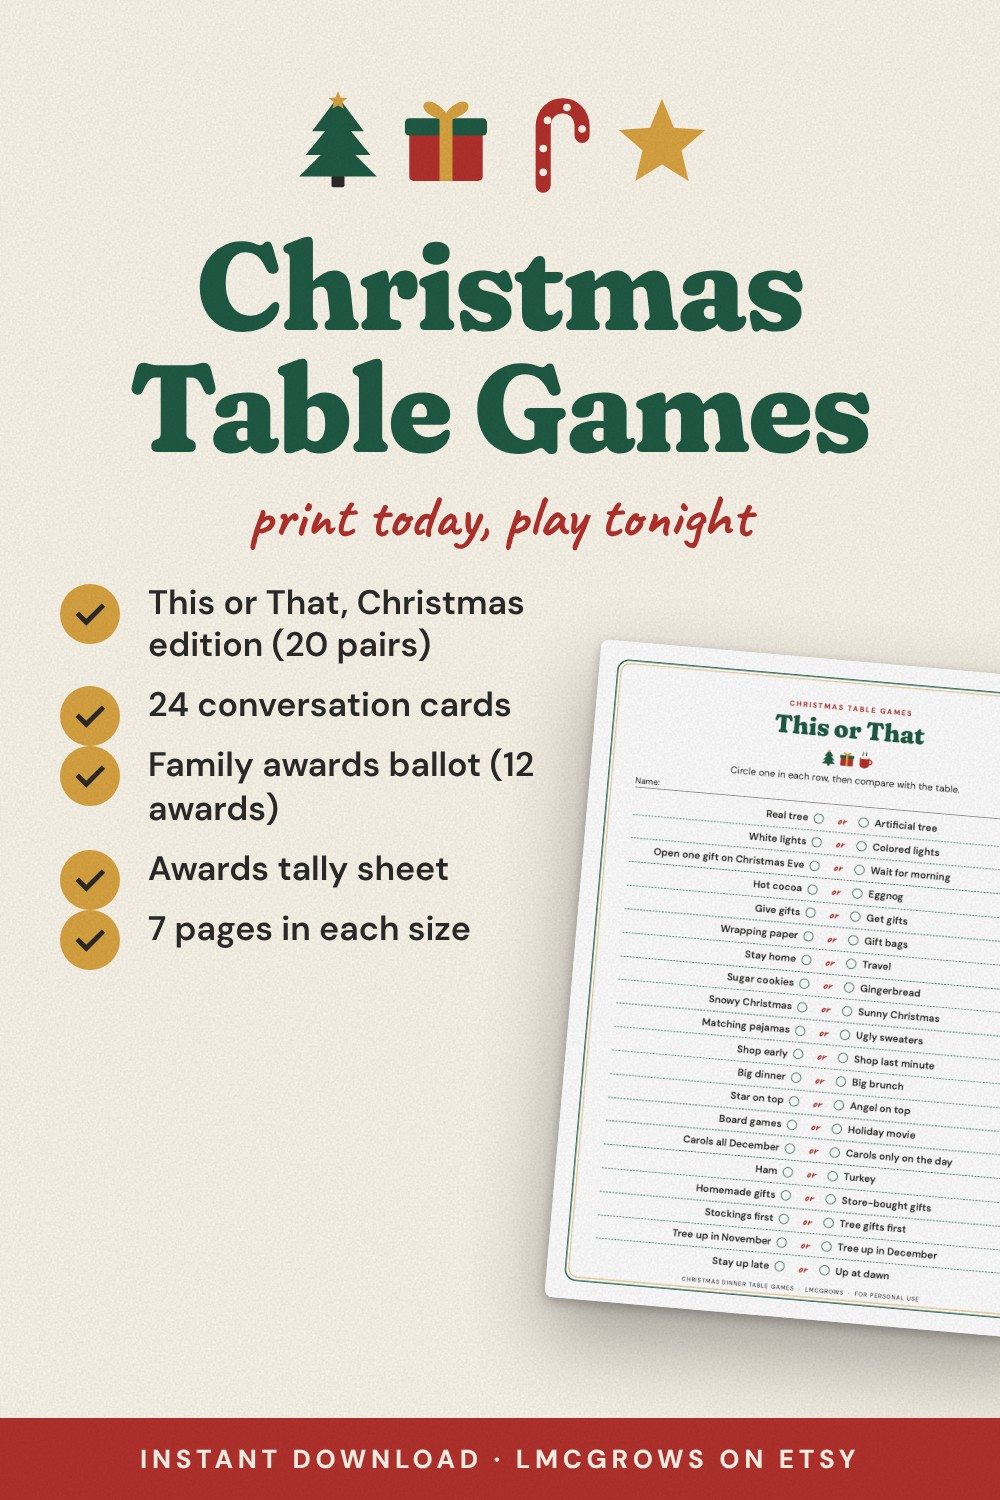 Christmas
Table Games
print today, play tonight
This or That, Christmas
edition (20 pairs)
24 conversation cards
Family awards ballot (12
awards)
Awards tally sheet
7 pages in each size
CHRISTMAS TABLE GAMES
This or That
Circle one in each row, then compare with the table.
Name:
Real tree or Artificial tree
White lights or Colored lights
Open one gift on Christmas Eve or Wait for morning
Hot cocoa or Eggnog
Give gifts or Get gifts
Wrapping paper or Gift bags
Stay home or Travel
Sugar cookies or Gingerbread
Snowy Christmas or Sunny Christmas
Matching pajamas or Ugly sweaters
Shop early or Shop last minute
Big dinner or Big brunch
Star on top or Angel on top
Board games or Holiday movie
Carols all December or Carols only on the day
Ham or Turkey
Homemade gifts or Store-bought gifts
Stockings first or Tree gifts first
Tree up in November or Tree up in December
Stay up late or Up at dawn
CHRISTMAS DINNER TABLE GAMES · LMCGROWS · FOR PERSONAL USE
INSTANT DOWNLOAD · LMCGROWS ON ETSY